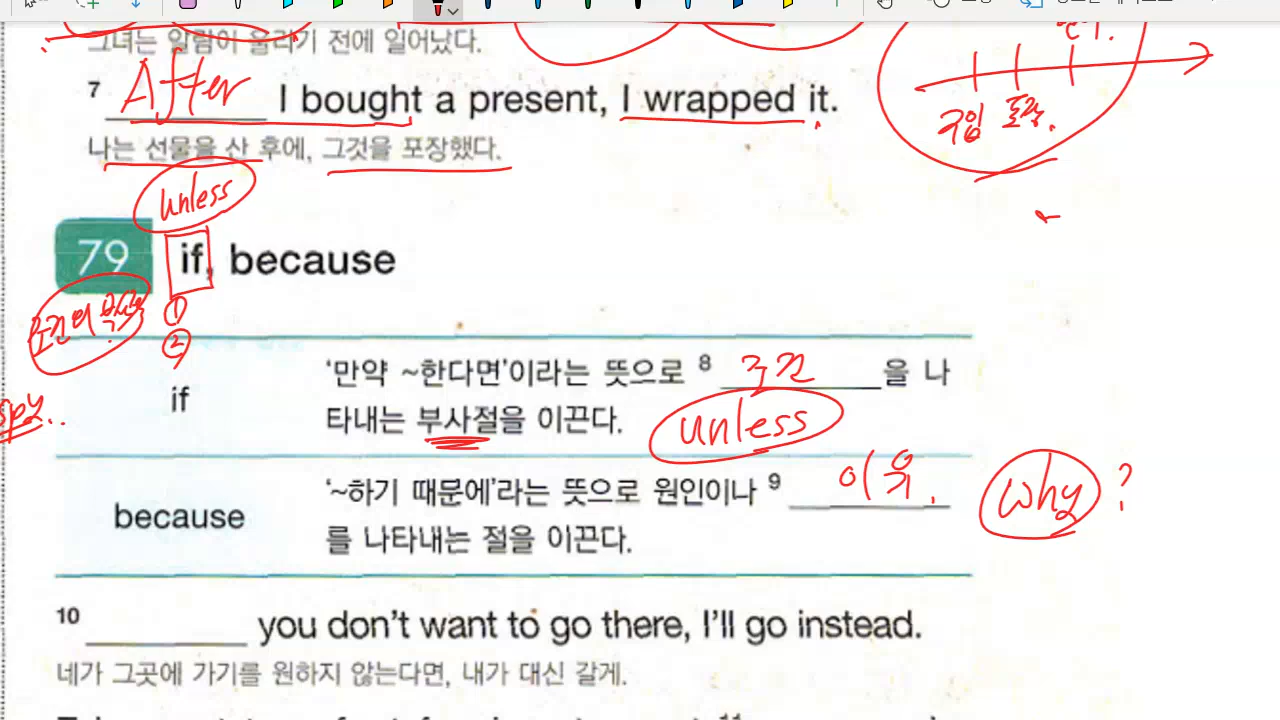 그녀는 알람이 울리기 전에 일어났다.
7 After I bought a present, I wrapped it.
구입 포장.
나는 선물을 산 후에, 그것을 포장했다.
unless
79 if, because
조건의 부사절
①
②
if
'만약 ~한다면'이라는 뜻으로 8 조건 을 나
타내는 부사절을 이끈다. unless
because
'~하기 때문에'라는 뜻으로 원인이나 9 이유.
를 나타내는 절을 이끈다.
why?
10 ________ you don't want to go there, I'll go instead.
네가 그곳에 가기를 원하지 않는다면, 내가 대신 갈게.